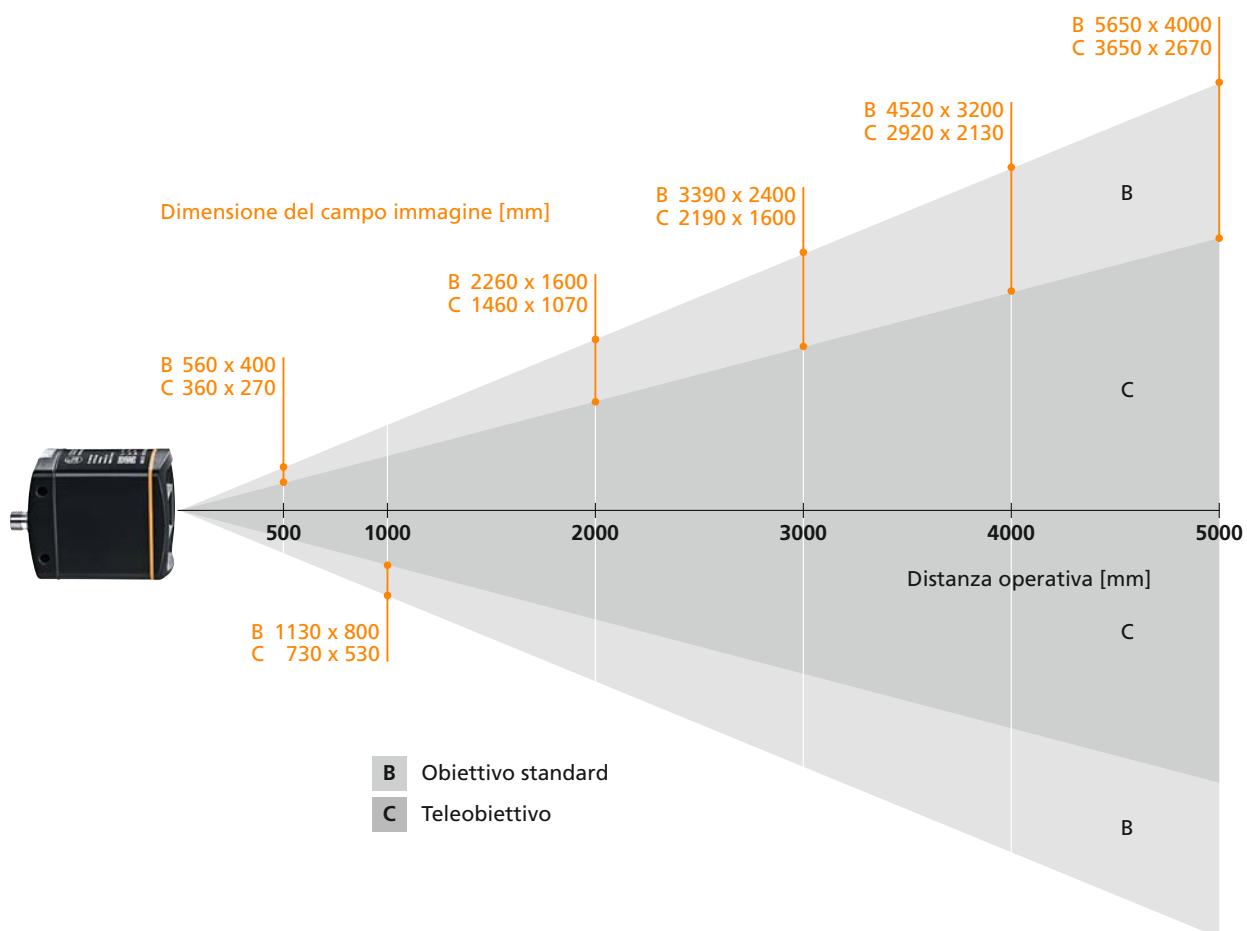 B 5650 x 4000
C 3650 x 2670
B 4520 x 3200
C 2920 x 2130
B 3390 x 2400
C 2190 x 1600
Dimensione del campo immagine [mm]
B 2260 x 1600
C 1460 x 1070
B 560 x 400
C 360 x 270
B
C
500 1000 2000 3000 4000 5000
Distanza operativa [mm]
B 1130 x 800
C 730 x 530
C
B Obiettivo standard
C Teleobiettivo
B